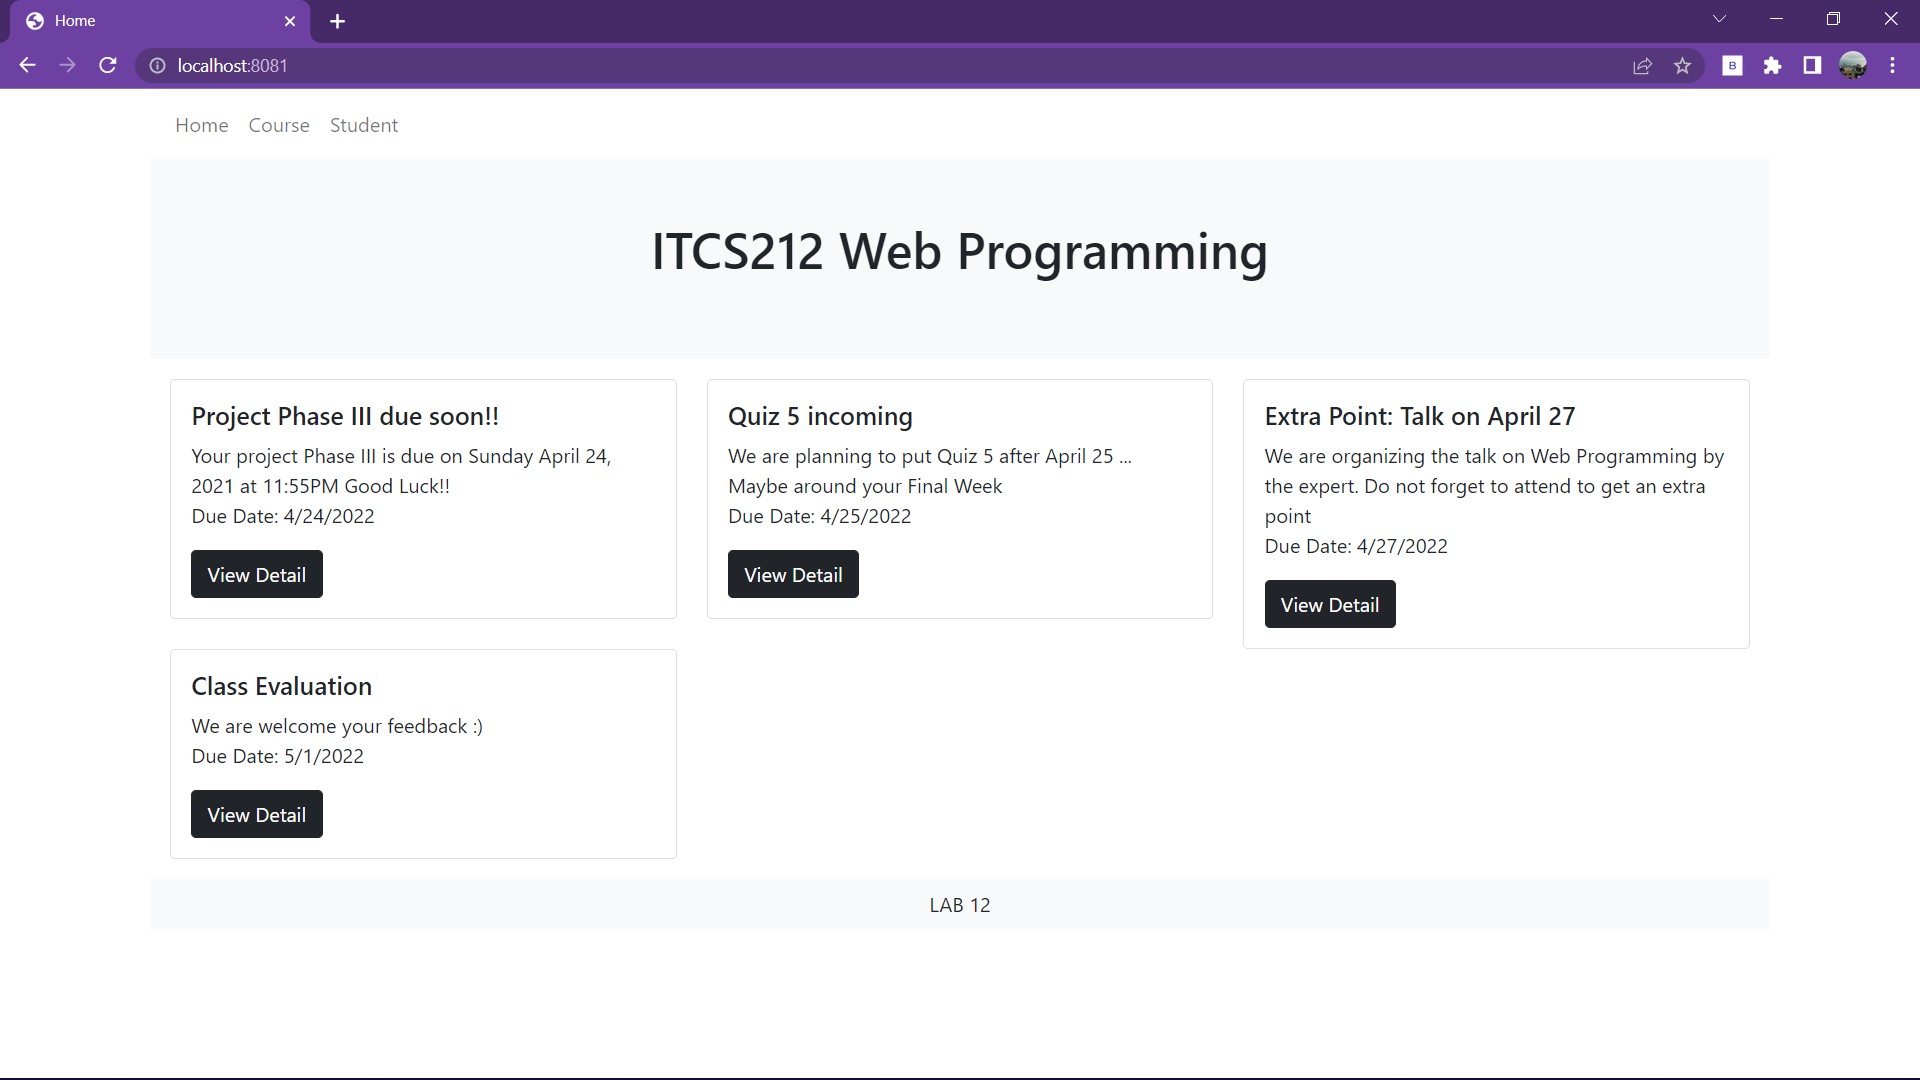 Home
localhost:8081
B
Home Course Student
ITCS212 Web Programming
Project Phase III due soon!!
Your project Phase III is due on Sunday April 24,
2021 at 11:55PM Good Luck!!
Due Date: 4/24/2022
View Detail
Quiz 5 incoming
We are planning to put Quiz 5 after April 25 ...
Maybe around your Final Week
Due Date: 4/25/2022
View Detail
Extra Point: Talk on April 27
We are organizing the talk on Web Programming by
the expert. Do not forget to attend to get an extra
point
Due Date: 4/27/2022
View Detail
Class Evaluation
We are welcome your feedback :)
Due Date: 5/1/2022
View Detail
LAB 12